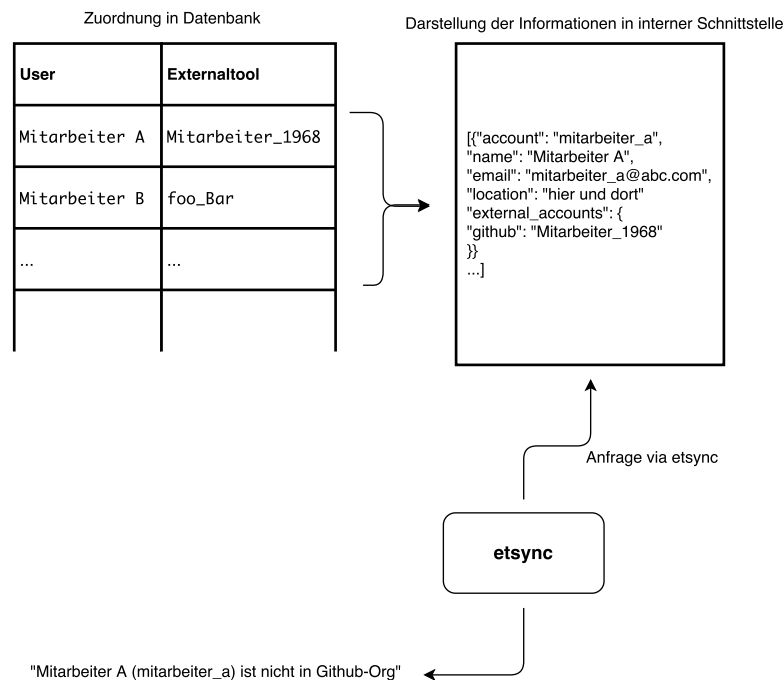 Zuordnung in Datenbank
Darstellung der Informationen in interner Schnittstelle
User Externaltool
Mitarbeiter A Mitarbeiter_1968
Mitarbeiter B foo_Bar
... ...
[{"account": "mitarbeiter_a",
"name": "Mitarbeiter A",
"email": "mitarbeiter_a@abc.com",
"location": "hier und dort"
"external_accounts": {
"github": "Mitarbeiter_1968"
}}
...]
Anfrage via etsync
etsync
"Mitarbeiter A (mitarbeiter_a) ist nicht in Github-Org"